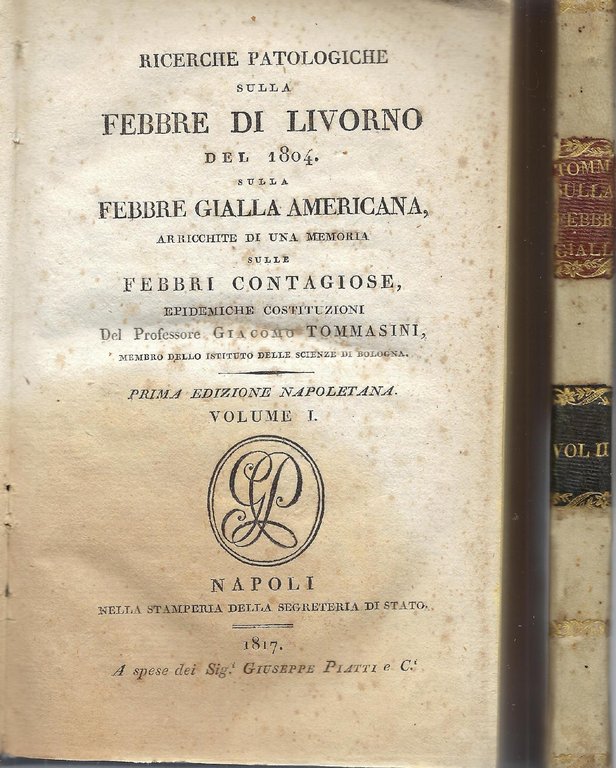 RICERCHE PATOLOGICHE
SULLA
FEBBRE DI LIVORNO
DEL 1804.
SULLA
FEBBRE GIALLA AMERICANA,
ARRICCHITE DI UNA MEMORIA
SULLE
FEBBRI CONTAGIOSE,
EPIDEMICHE COSTITUZIONI
Del Professore GIACOMO TOMMASINI,
MEMBRO DELLO ISTITUTO DELLE SCIENZE DI BOLOGNA.
PRIMA EDIZIONE NAPOLETANA.
VOLUME I.
GP
NAPOLI
NELLA STAMPERIA DELLA SEGRETERIA DI STATO.
1817.
A spese dei Sig.i GIUSEPPE PIATTI e C.i
TOMM
SULLA
FEBBR
GIALL
VOL II